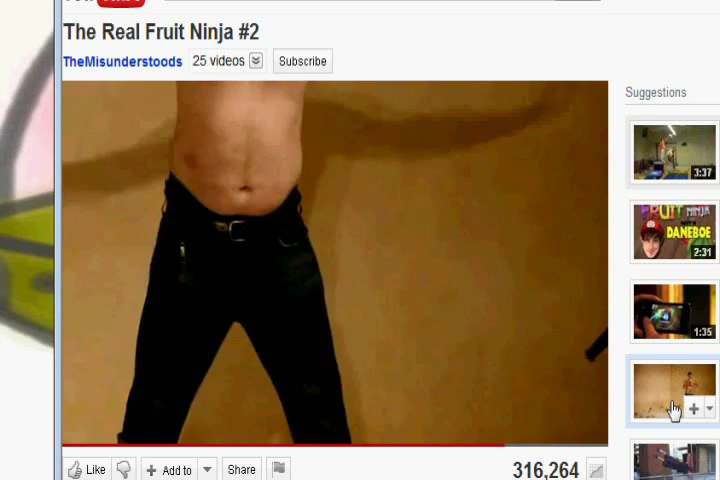 The Real Fruit Ninja #2
TheMisunderstoods 25 videos Subscribe
Suggestions
3:37
FRUIT NINJA
WITH
DANEBOE
2:31
1:35
Like Add to Share 316,264